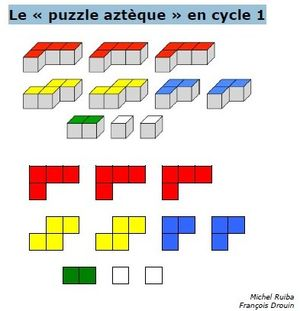 Le « puzzle aztèque » en cycle 1
Michel Ruiba
François Drouin